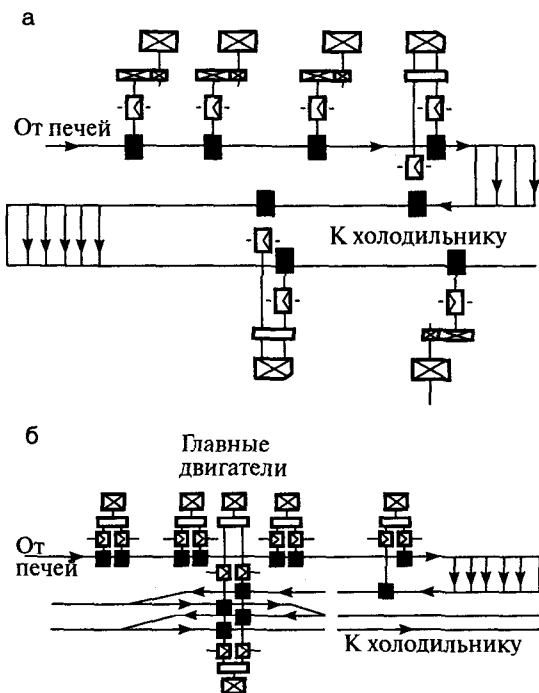 а
От печей
К холодильнику
б
Главные
двигатели
От
печей
К холодильнику